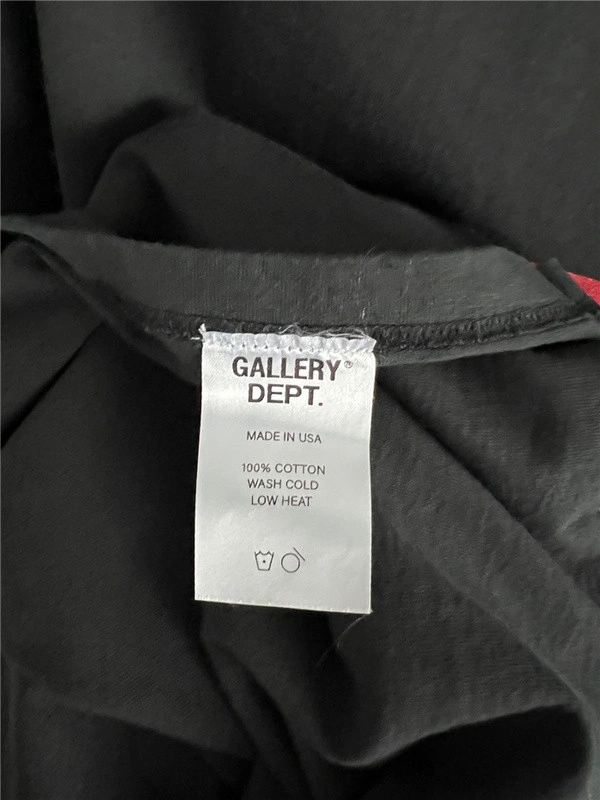 GALLERY®
DEPT.
MADE IN USA
100% COTTON
WASH COLD
LOW HEAT